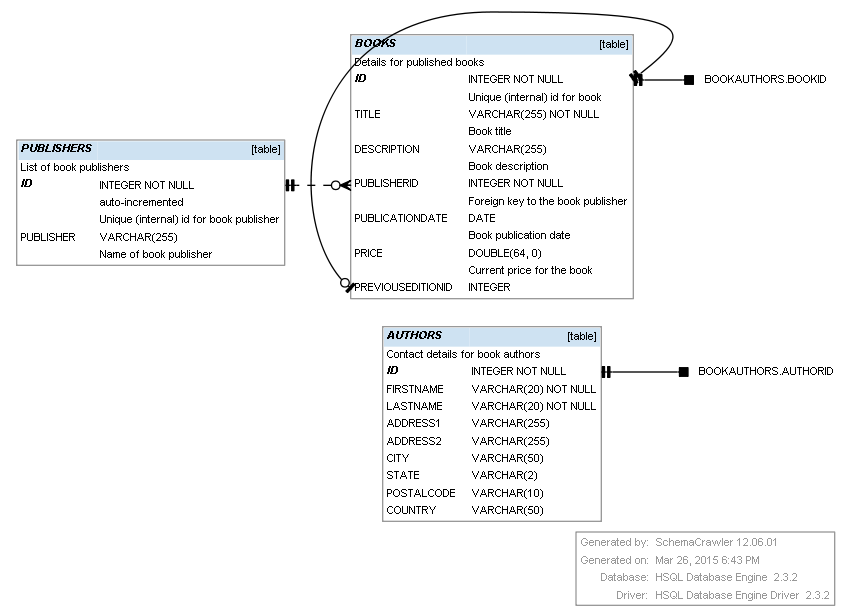 BOOKS [table]
Details for published books
ID INTEGER NOT NULL
Unique (internal) id for book
TITLE VARCHAR(255) NOT NULL
Book title
DESCRIPTION VARCHAR(255)
Book description
PUBLISHERID INTEGER NOT NULL
Foreign key to the book publisher
PUBLICATIONDATE DATE
Book publication date
PRICE DOUBLE(64, 0)
Current price for the book
PREVIOUSEDITIONID INTEGER
BOOKAUTHORS.BOOKID
PUBLISHERS [table]
List of book publishers
ID INTEGER NOT NULL
auto-incremented
Unique (internal) id for book publisher
PUBLISHER VARCHAR(255)
Name of book publisher
AUTHORS [table]
Contact details for book authors
ID INTEGER NOT NULL
FIRSTNAME VARCHAR(20) NOT NULL
LASTNAME VARCHAR(20) NOT NULL
ADDRESS1 VARCHAR(255)
ADDRESS2 VARCHAR(255)
CITY VARCHAR(50)
STATE VARCHAR(2)
POSTALCODE VARCHAR(10)
COUNTRY VARCHAR(50)
BOOKAUTHORS.AUTHORID
Generated by: SchemaCrawler 12.06.01
Generated on: Mar 26, 2015 6:43 PM
Database: HSQL Database Engine 2.3.2
Driver: HSQL Database Engine Driver 2.3.2